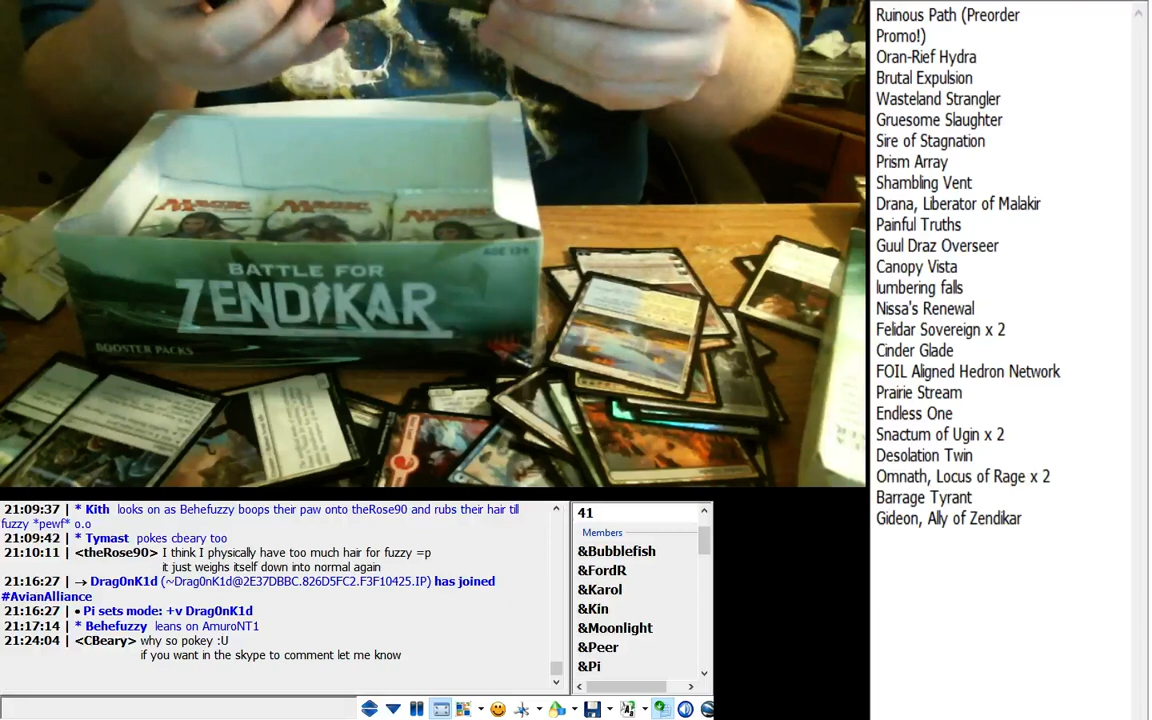 Ruinous Path (Preorder
Promo!)
Oran-Rief Hydra
Brutal Expulsion
Wasteland Strangler
Gruesome Slaughter
Sire of Stagnation
Prism Array
Shambling Vent
Drana, Liberator of Malakir
Painful Truths
Guul Draz Overseer
Canopy Vista
lumbering falls
Nissa's Renewal
Felidar Sovereign x 2
Cinder Glade
FOIL Aligned Hedron Network
Prairie Stream
Endless One
Snactum of Ugin x 2
Desolation Twin
Omnath, Locus of Rage x 2
Barrage Tyrant
Gideon, Ally of Zendikar
MAGIC MAGIC MAGIC
AGE 13+
BATTLE FOR
ZENDIKAR
BOOSTER PACKS
21:09:37 | * Kith looks on as Behefuzzy boops their paw onto theRose90 and rubs their hair till
fuzzy *pewf* o.o
21:09:42 | * Tymast pokes cbeary too
21:10:11 | <theRose90> I think I physically have too much hair for fuzzy =p
it just weighs itself down into normal again
21:16:27 | → Drag0nK1d (~Drag0nK1d@2E37DBBC.826D5FC2.F3F10425.IP) has joined
#AvianAlliance
21:16:27 | • Pi sets mode: +v Drag0nK1d
21:17:14 | * Behefuzzy leans on AmuroNT1
21:24:04 | <CBeary> why so pokey :U
if you want in the skype to comment let me know
41
Members
&Bubblefish
&FordR
&Karol
&Kin
&Moonlight
&Peer
&Pi